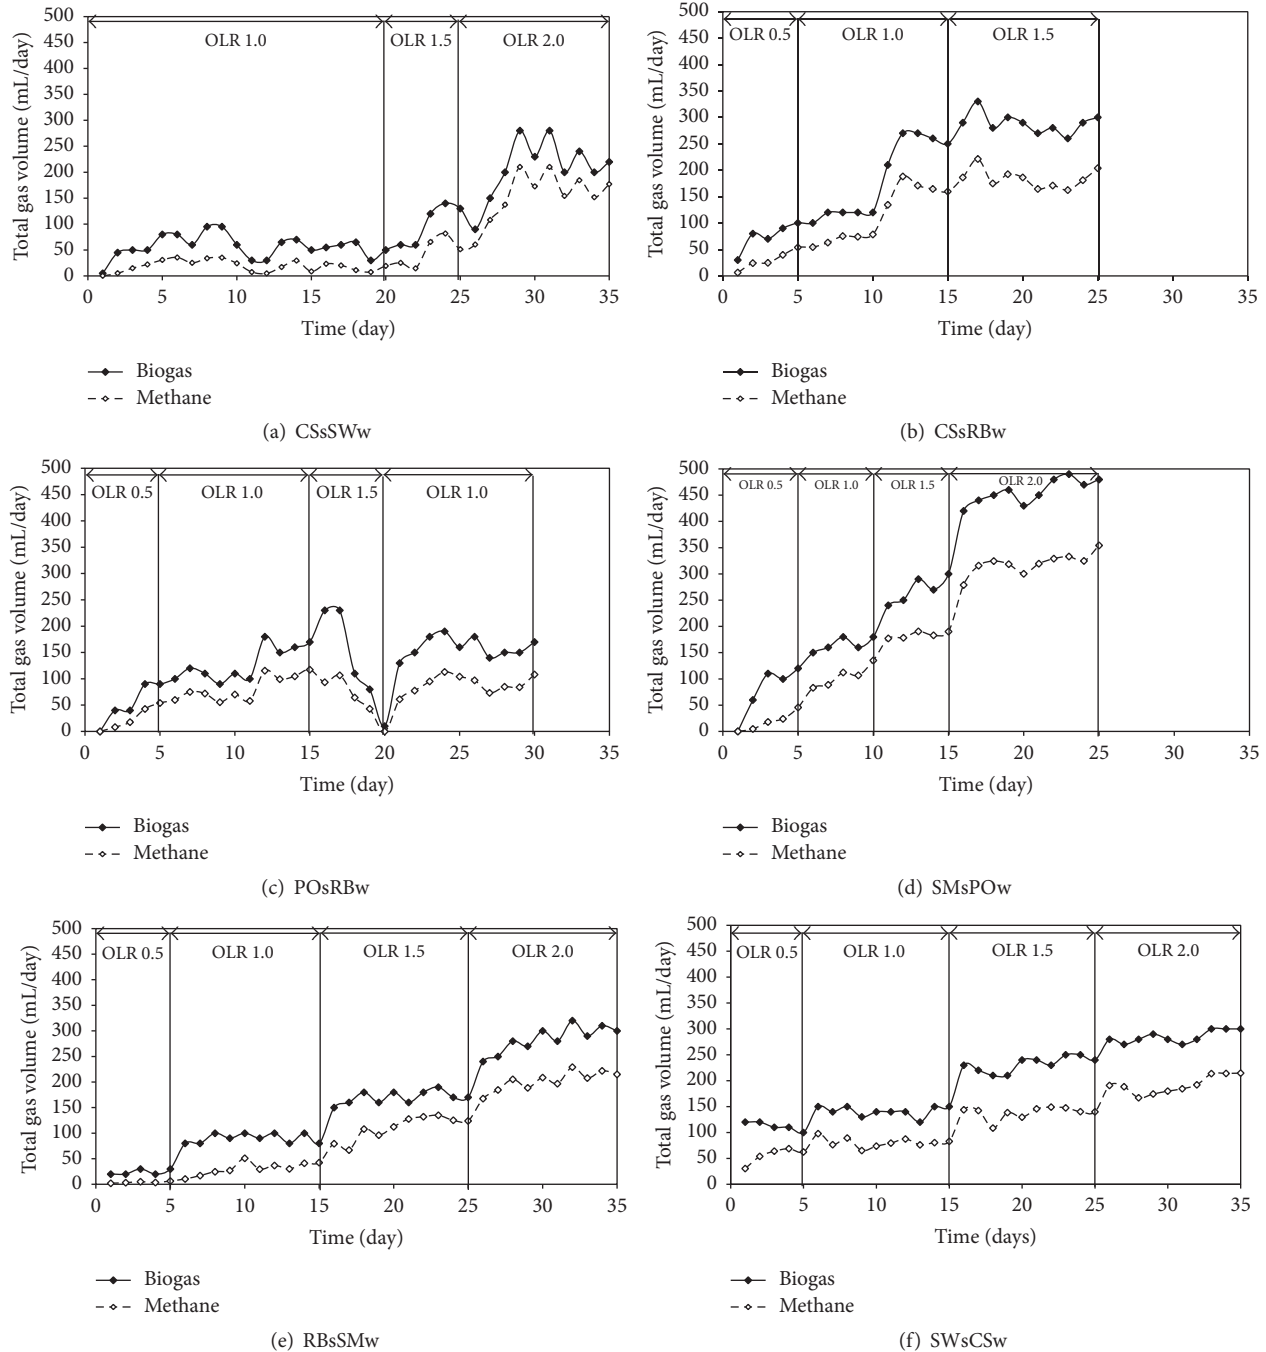 500
450
400
350
300
250
200
150
100
50
0
Total gas volume (mL/day)
OLR 1.0
OLR 1.5
OLR 2.0
0 5 10 15 20 25 30 35
Time (day)
Biogas
Methane
(a) CSsSWw
500
450
400
350
300
250
200
150
100
50
0
Total gas volume (mL/day)
OLR 0.5
OLR 1.0
OLR 1.5
0 5 10 15 20 25 30 35
Time (day)
Biogas
Methane
(b) CSsRBw
500
450
400
350
300
250
200
150
100
50
0
Total gas volume (mL/day)
OLR 0.5
OLR 1.0
OLR 1.5
OLR 1.0
0 5 10 15 20 25 30 35
Time (day)
Biogas
Methane
(c) POsRBw
500
450
400
350
300
250
200
150
100
50
0
Total gas volume (mL/day)
OLR 0.5
OLR 1.0
OLR 1.5
OLR 2.0
0 5 10 15 20 25 30 35
Time (day)
Biogas
Methane
(d) SMsPOw
500
450
400
350
300
250
200
150
100
50
0
Total gas volume (mL/day)
OLR 0.5
OLR 1.0
OLR 1.5
OLR 2.0
0 5 10 15 20 25 30 35
Time (day)
Biogas
Methane
(e) RBsSMw
500
450
400
350
300
250
200
150
100
50
0
Total gas volume (mL/day)
OLR 0.5
OLR 1.0
OLR 1.5
OLR 2.0
0 5 10 15 20 25 30 35
Time (days)
Biogas
Methane
(f) SWsCSw